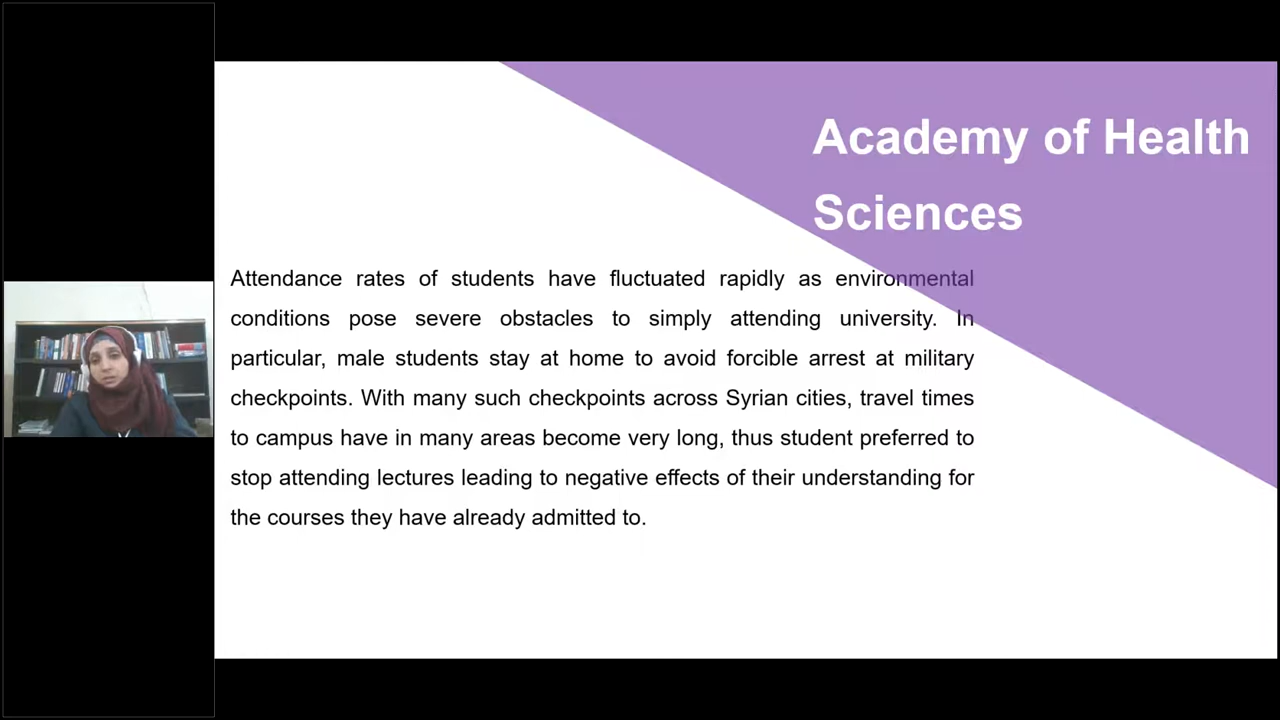 Academy of Health
Sciences
Attendance rates of students have fluctuated rapidly as environmental
conditions pose severe obstacles to simply attending university. In
particular, male students stay at home to avoid forcible arrest at military
checkpoints. With many such checkpoints across Syrian cities, travel times
to campus have in many areas become very long, thus student preferred to
stop attending lectures leading to negative effects of their understanding for
the courses they have already admitted to.